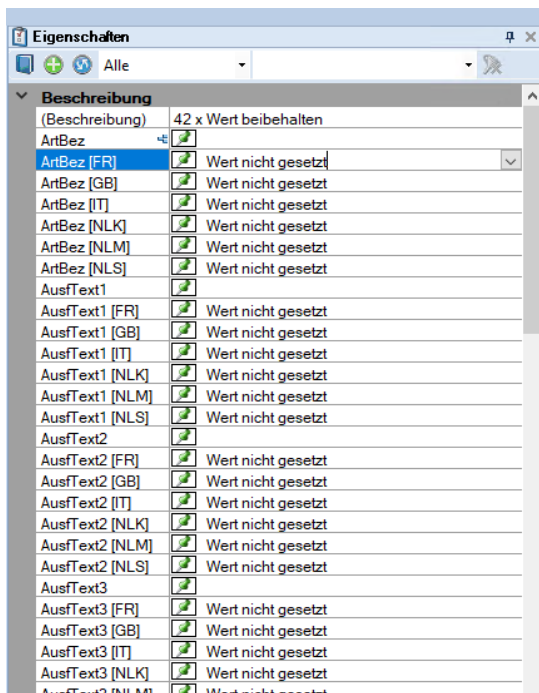 Eigenschaften
Alle
Beschreibung
(Beschreibung) 42 x Wert beibehalten
ArtBez
ArtBez [FR] Wert nicht gesetzt
ArtBez [GB] Wert nicht gesetzt
ArtBez [IT] Wert nicht gesetzt
ArtBez [NLK] Wert nicht gesetzt
ArtBez [NLM] Wert nicht gesetzt
ArtBez [NLS] Wert nicht gesetzt
AusfText1
AusfText1 [FR] Wert nicht gesetzt
AusfText1 [GB] Wert nicht gesetzt
AusfText1 [IT] Wert nicht gesetzt
AusfText1 [NLK] Wert nicht gesetzt
AusfText1 [NLM] Wert nicht gesetzt
AusfText1 [NLS] Wert nicht gesetzt
AusfText2
AusfText2 [FR] Wert nicht gesetzt
AusfText2 [GB] Wert nicht gesetzt
AusfText2 [IT] Wert nicht gesetzt
AusfText2 [NLK] Wert nicht gesetzt
AusfText2 [NLM] Wert nicht gesetzt
AusfText2 [NLS] Wert nicht gesetzt
AusfText3
AusfText3 [FR] Wert nicht gesetzt
AusfText3 [GB] Wert nicht gesetzt
AusfText3 [IT] Wert nicht gesetzt
AusfText3 [NLK] Wert nicht gesetzt
AusfText3 [NLM] Wert nicht gesetzt